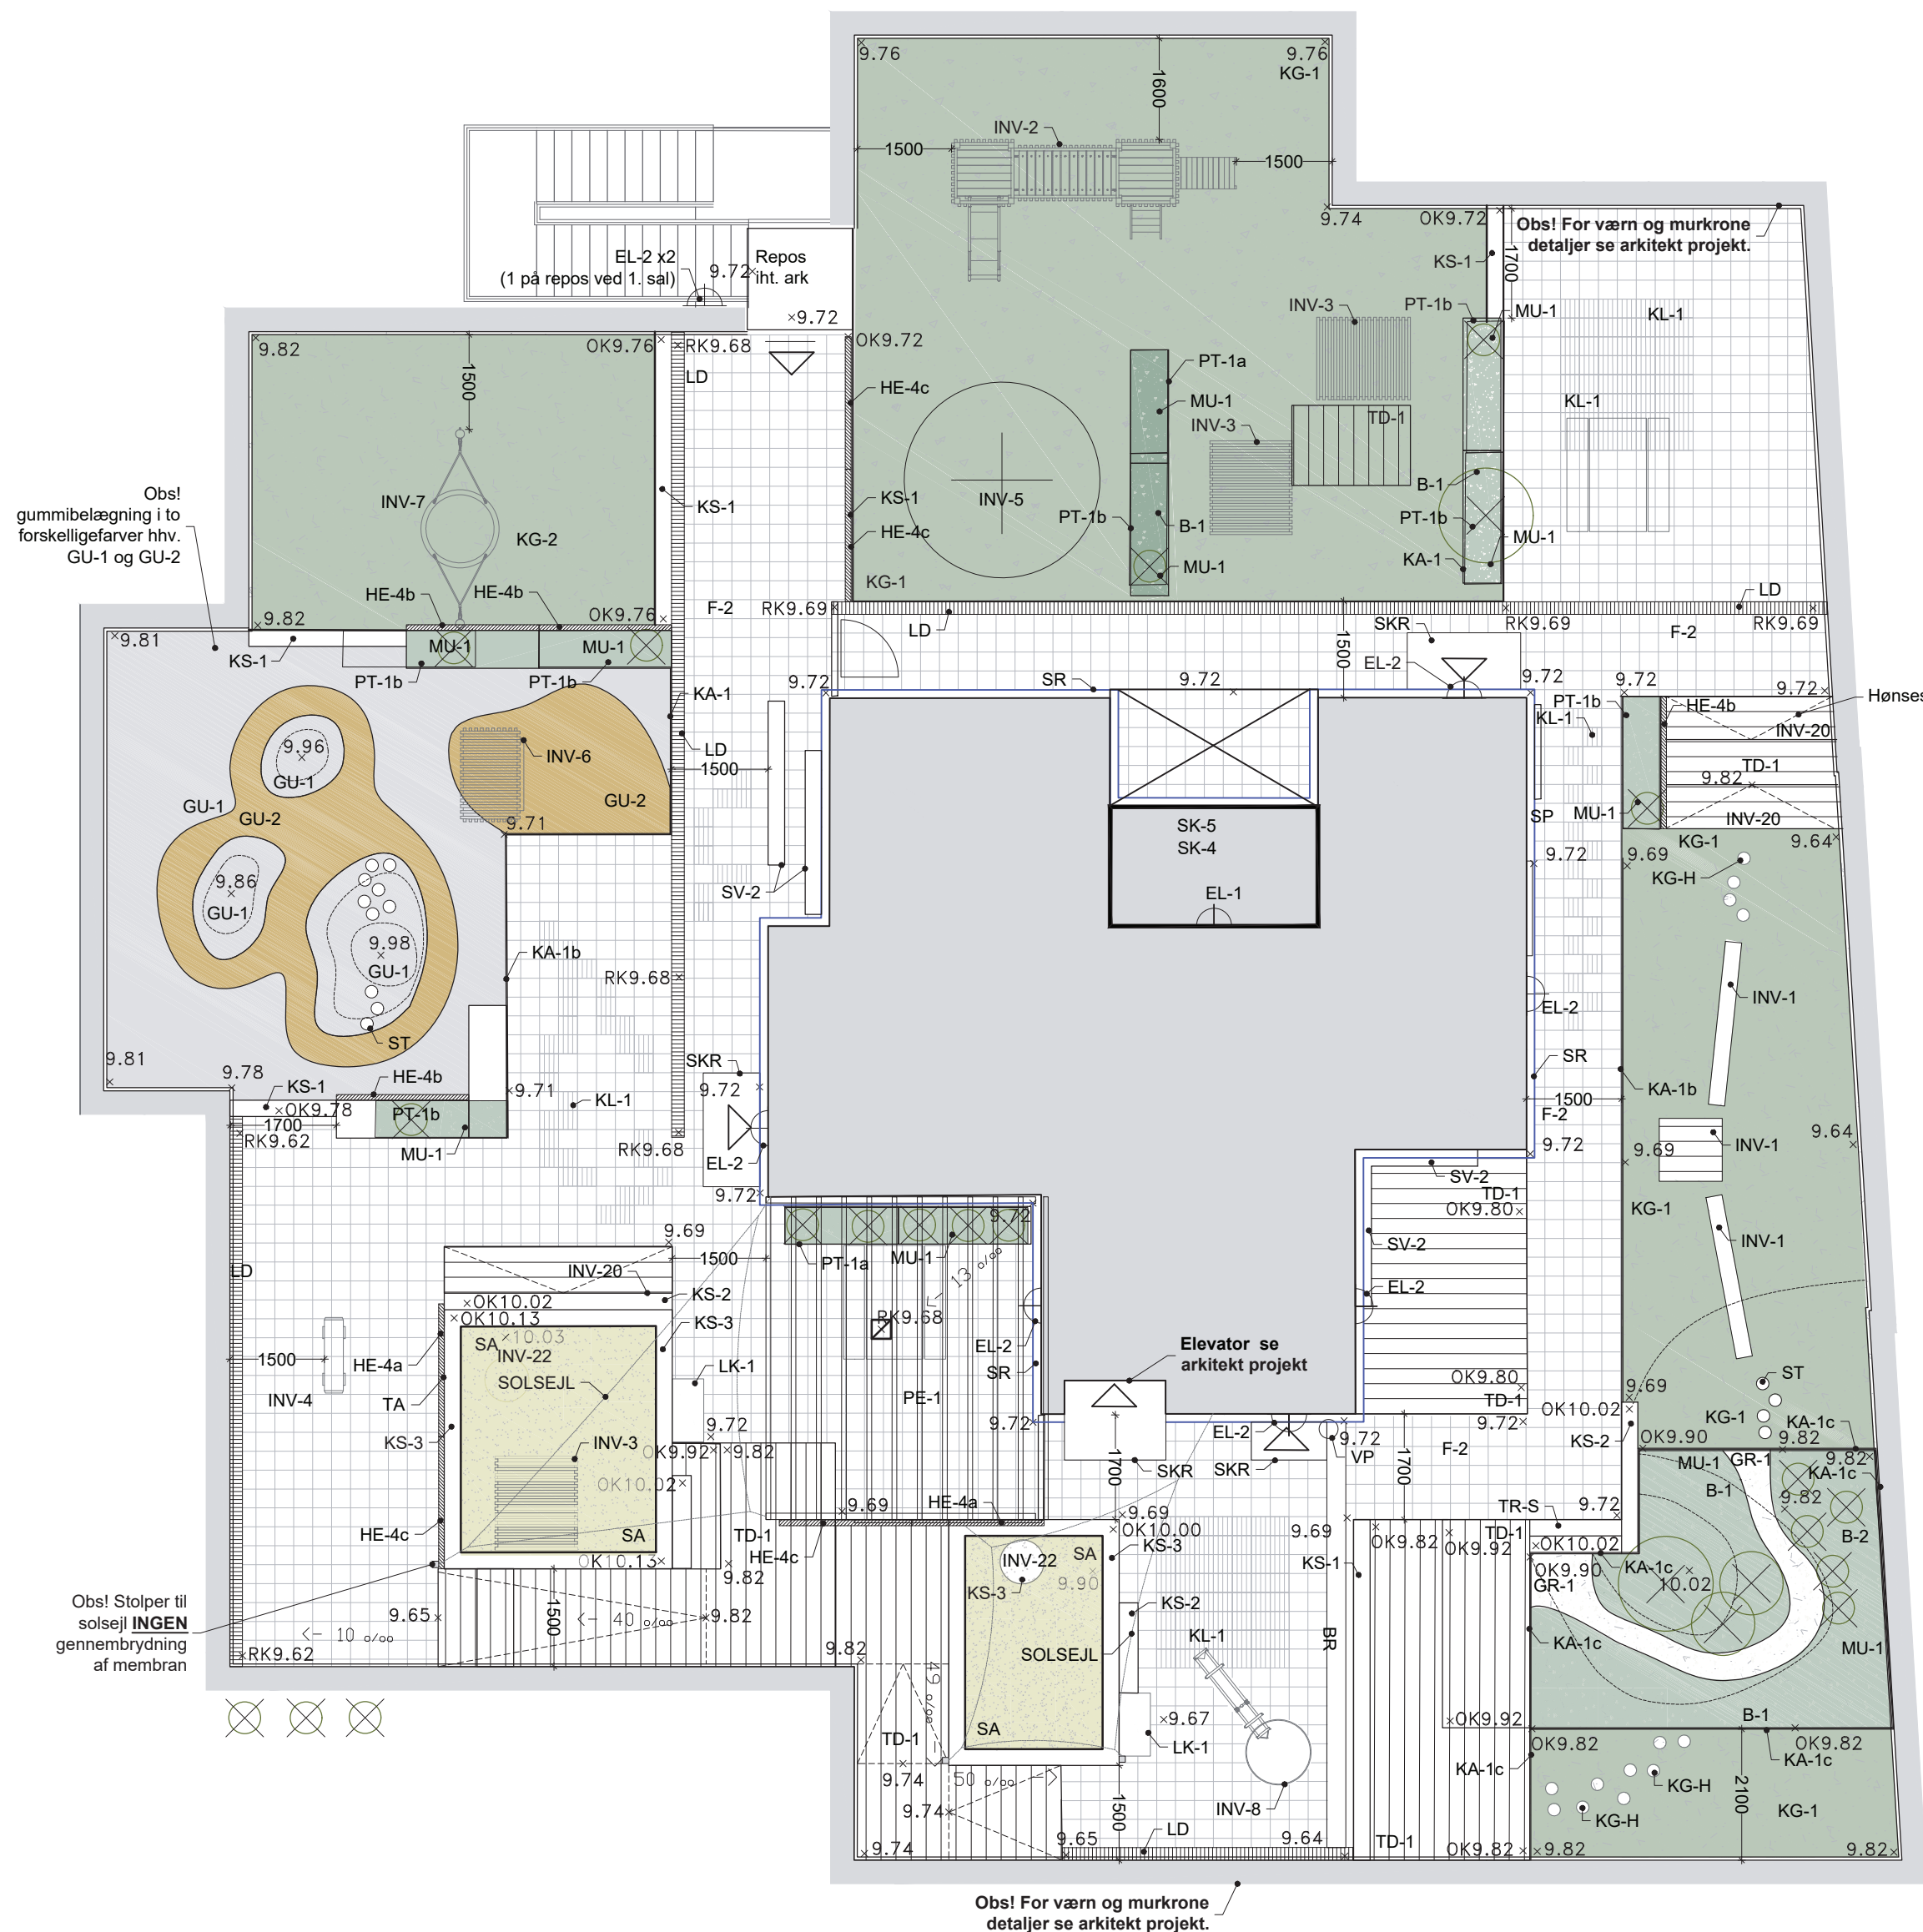 9.76
9.76
KG-1
1600
INV-2
1500
1500
9.74
OK9.72
Obs! For værn og murkrone
detaljer se arkitekt projekt.
KS-1
1700
EL-2 x2
(1 på repos ved 1. sal)
9.72
Repos
iht. ark
9.72
INV-3
PT-1b
MU-1
KL-1
9.82
OK9.76
RK9.68
OK9.72
LD
1500
HE-4c
PT-1a
MU-1
INV-3
TD-1
KL-1
Obs!
gummibelægning i to
forskelligefarver hhv.
GU-1 og GU-2
INV-7
KG-2
KS-1
KS-1
HE-4c
INV-5
PT-1b
B-1
B-1
PT-1b
MU-1
KA-1
MU-1
KG-1
HE-4b
HE-4b
9.82
OK9.76
F-2
RK9.69
LD
LD
RK9.69
RK9.69
SKR
F-2
9.81
KS-1
MU-1
MU-1
1500
EL-2
PT-1b
PT-1b
KA-1
9.72
SR
9.72
9.72
9.72
9.72
PT-1b
HE-4b
Hønses
KL-1
INV-20
9.96
GU-1
INV-6
LD
1500
TD-1
9.82
GU-1
GU-2
GU-2
9.71
MU-1
INV-20
SP
SK-5
SK-4
KG-1
9.64
9.72
9.69
KG-H
9.86
GU-1
SV-2
EL-1
9.98
GU-1
KA-1b
RK9.68
INV-1
EL-2
ST
9.81
9.78
SKR
SR
HE-4b
KS-1
OK9.78
9.71
KL-1
9.72
KA-1b
1500
F-2
1700
PT-1b
RK9.62
MU-1
RK9.68
EL-2
9.72
9.69
INV-1
9.64
SV-2
TD-1
OK9.80
9.72
9.72
KG-1
9.69
1500
PT-1a
MU-1
13 o/oo
SV-2
INV-1
LD
INV-20
KS-2
EL-2
OK10.02
OK10.13
RK9.68
KS-3
SA
10.03
INV-22
1500
HE-4a
SOLSEJL
LK-1
EL-2
SR
Elevator se
arkitekt projekt
INV-4
TA
PE-1
OK9.80
TD-1
9.69
ST
OK10.02
KG-1
KS-3
INV-3
9.72
9.72
EL-2
9.72
9.72
KS-2
OK9.90
9.82
KA-1c
OK9.92
9.82
SKR
SKR
VP
1700
1700
F-2
MU-1
GR-1
9.82
KA-1c
OK10.02
B-1
HE-4a
9.69
9.69
TR-S
9.72
9.82
HE-4c
SA
TD-1
HE-4c
OK10.00
9.69
OK9.82
TD-1
OK9.92
B-2
OK10.13
9.82
INV-22
SA
KS-3
9.90
KS-1
OK10.02
OK9.90
KA-1c
GR-1
10.02
KS-3
KS-2
Obs! Stolper til
solsejl INGEN
gennembrydning
af membran
9.65
1500
40 o/oo
9.82
10 o/oo
RK9.62
9.82
SOLSEJL
KL-1
BR
KA-1c
MU-1
49 o/oo
TD-1
SA
9.67
LK-1
OK9.92
B-1
OK9.82
OK9.82
KA-1c
KA-1c
9.74
50 o/oo
9.74
1500
INV-8
KG-H
2100
KG-1
KG-H
LD
9.74
9.65
9.64
TD-1
OK9.82
9.82
9.82
Obs! For værn og murkrone
detaljer se arkitekt projekt.